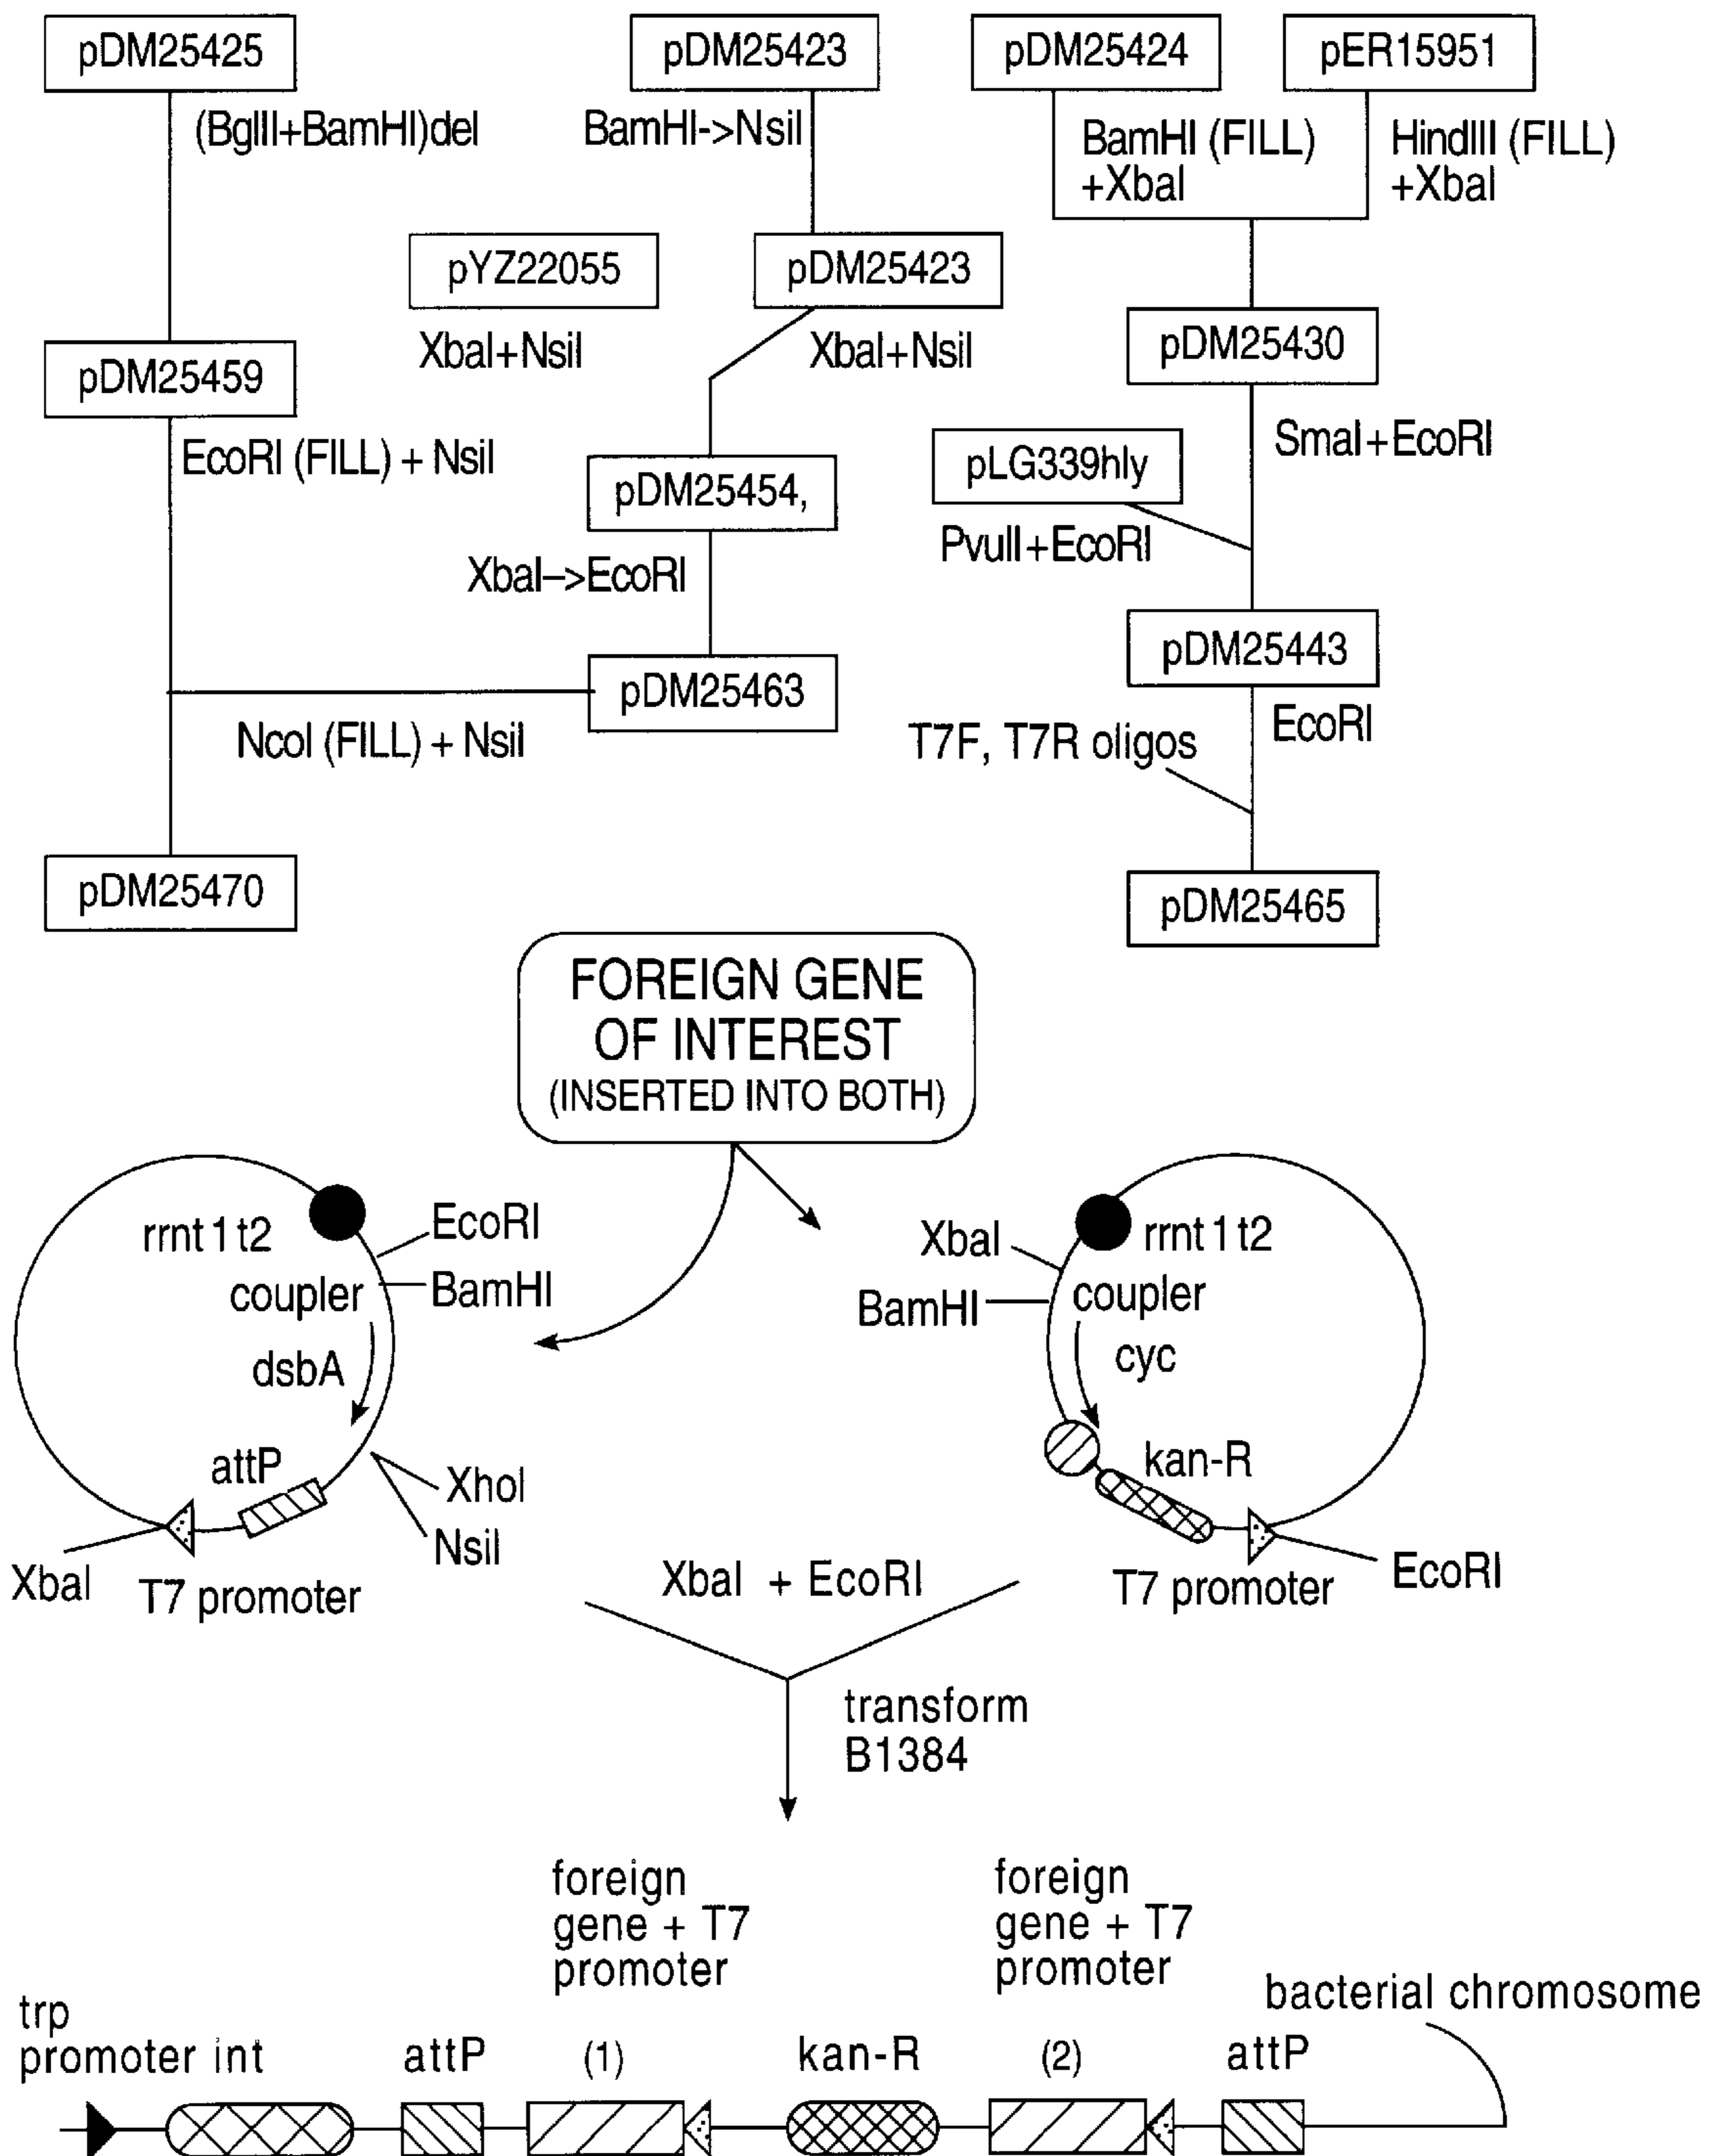 pDM25425
pDM25423
pDM25424
pER15951
(BglII+BamHI)del
BamHI->NsiI
BamHI (FILL)
+XbaI
HindIII (FILL)
+XbaI
pYZ22055
pDM25423
XbaI+NsiI
XbaI+NsiI
pDM25430
pDM25459
EcoRI (FILL) + NsiI
SmaI+EcoRI
pLG339hly
pDM25454,
PvuII+EcoRI
XbaI–>EcoRI
pDM25443
pDM25463
NcoI (FILL) + NsiI
EcoRI
T7F, T7R oligos
pDM25470
pDM25465
FOREIGN GENE
OF INTEREST
(INSERTED INTO BOTH)
rrnt1t2
EcoRI
coupler
BamHI
dsbA
attP
XhoI
NsiI
XbaI
T7 promoter
XbaI
rrnt1t2
BamHI
coupler
cyc
kan-R
T7 promoter
EcoRI
XbaI + EcoRI
transform
B1384
foreign
gene + T7
promoter
foreign
gene + T7
promoter
bacterial chromosome
trp
promoter int
attP
(1)
kan-R
(2)
attP